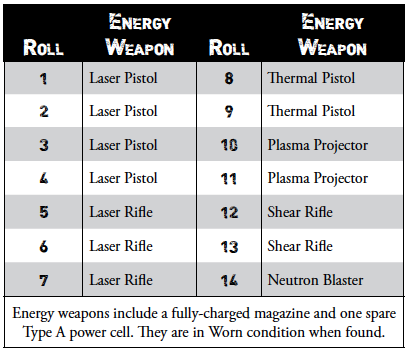 Roll Energy Weapon Roll Energy Weapon
1 Laser Pistol 8 Thermal Pistol
2 Laser Pistol 9 Thermal Pistol
3 Laser Pistol 10 Plasma Projector
4 Laser Pistol 11 Plasma Projector
5 Laser Rifle 12 Shear Rifle
6 Laser Rifle 13 Shear Rifle
7 Laser Rifle 14 Neutron Blaster
Energy weapons include a fully-charged magazine and one spare
Type A power cell. They are in Worn condition when found.